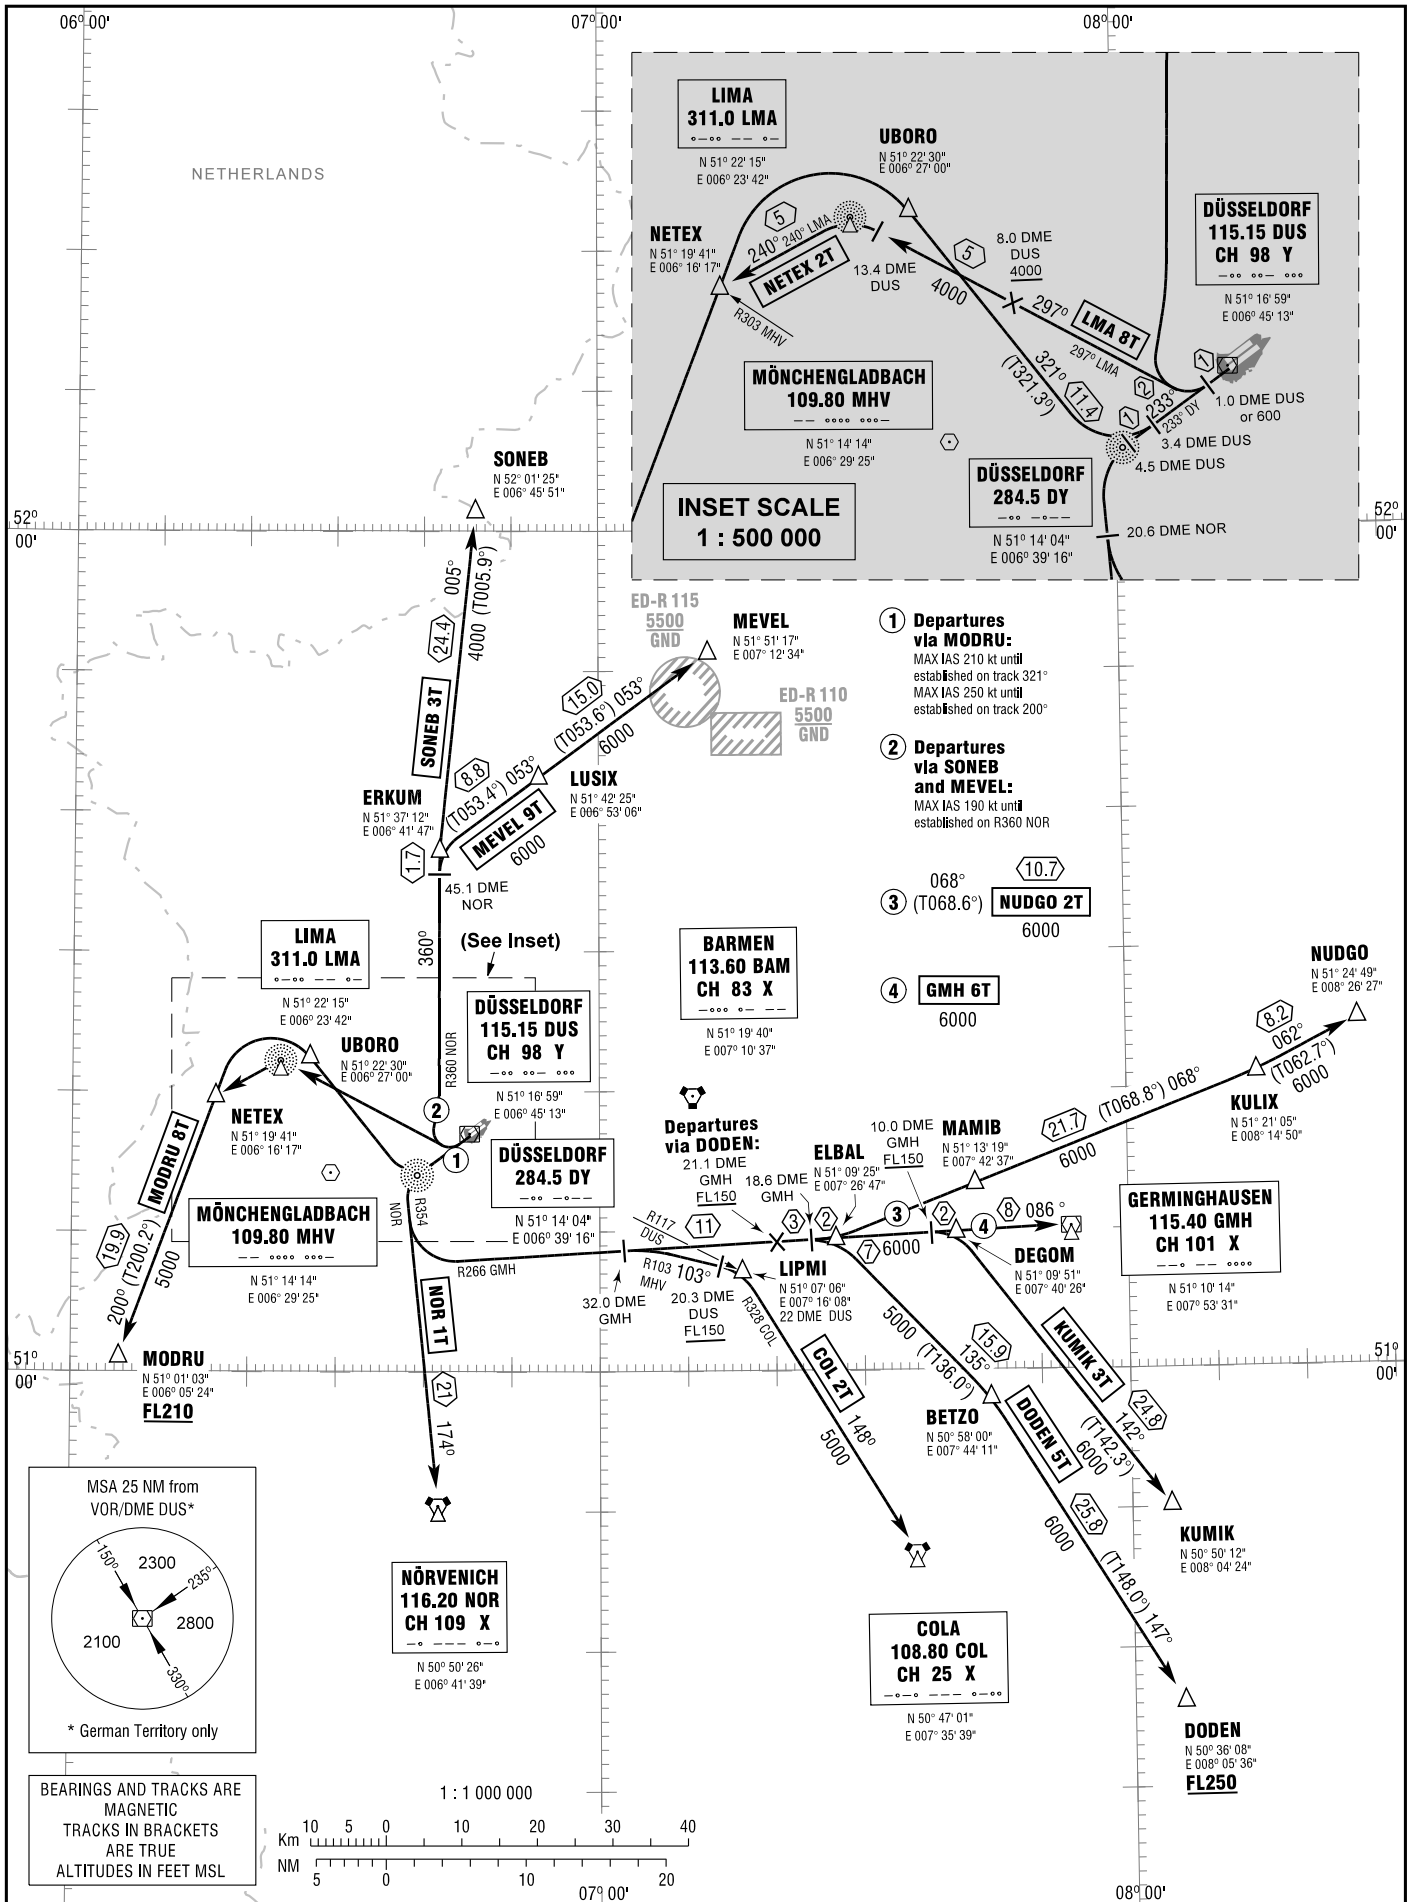 06° 00'
07° 00'
08° 00'
NETHERLANDS
LIMA
311.0 LMA
N 51° 22' 15"
E 006° 23' 42"
UBORO
N 51° 22' 30"
E 006° 27' 00"
NETEX
N 51° 19' 41"
E 006° 16' 17"
5
240°
240° LMA
NETEX 2T
R303 MHV
13.4 DME
DUS
5
8.0 DME
DUS
4000
4000
297°
LMA 8T
297° LMA
DÜSSELDORF
115.15 DUS
CH 98 Y
N 51° 16' 59"
E 006° 45' 13"
MÖNCHENGLADBACH
109.80 MHV
N 51° 14' 14"
E 006° 29' 25"
321°
(T321.3°)
11.4
1
2
1
233°
233° DY
1.0 DME DUS
or 600
3.4 DME DUS
4.5 DME DUS
DÜSSELDORF
284.5 DY
N 51° 14' 04"
E 006° 39' 16"
20.6 DME NOR
INSET SCALE
1 : 500 000
52°
00'
52°
00'
SONEB
N 52° 01' 25"
E 006° 45' 51"
005°
4000 (T005.9°)
24.4
SONEB 3T
ED-R 115
5500
GND
MEVEL
N 51° 51' 17"
E 007° 12' 34"
ED-R 110
5500
GND
15.0
(T053.6°) 053°
6000
LUSIX
N 51° 42' 25"
E 006° 53' 06"
8.8
(T053.4°) 053°
MEVEL 9T
6000
ERKUM
N 51° 37' 12"
E 006° 41' 47"
1.7
45.1 DME
NOR
360°
R360 NOR
1 Departures
via MODRU:
MAX IAS 210 kt until
established on track 321°
MAX IAS 250 kt until
established on track 200°
2 Departures
via SONEB
and MEVEL:
MAX IAS 190 kt until
established on R360 NOR
3
068°
(T068.6°)
10.7
NUDGO 2T
6000
4 GMH 6T
6000
(See Inset)
LIMA
311.0 LMA
N 51° 22' 15"
E 006° 23' 42"
DÜSSELDORF
115.15 DUS
CH 98 Y
N 51° 16' 59"
E 006° 45' 13"
BARMEN
113.60 BAM
CH 83 X
N 51° 19' 40"
E 007° 10' 37"
NUDGO
N 51° 24' 49"
E 008° 26' 27"
8.2
062°
(T062.7°)
6000
KULIX
N 51° 21' 05"
E 008° 14' 50"
21.7
(T068.8°) 068°
6000
UBORO
N 51° 22' 30"
E 006° 27' 00"
NETEX
N 51° 19' 41"
E 006° 16' 17"
2
1
DÜSSELDORF
284.5 DY
N 51° 14' 04"
E 006° 39' 16"
MÖNCHENGLADBACH
109.80 MHV
N 51° 14' 14"
E 006° 29' 25"
MODRU 8T
19.9
200° (T200.2°)
5000
MODRU
N 51° 01' 03"
E 006° 05' 24"
FL210
R354
NOR
R266 GMH
NOR 1T
21
174°
Departures
via DODEN:
21.1 DME
GMH
FL150
18.6 DME
GMH
11
3
2
ELBAL
N 51° 09' 25"
E 007° 26' 47"
10.0 DME
GMH
FL150
MAMIB
N 51° 13' 19"
E 007° 42' 37"
3
7
6000
2
4
8
086°
DEGOM
N 51° 09' 51"
E 007° 40' 26"
GERMINGHAUSEN
115.40 GMH
CH 101 X
N 51° 10' 14"
E 007° 53' 31"
R117
DUS
R103
MHV
103°
32.0 DME
GMH
20.3 DME
DUS
FL150
LIPMI
N 51° 07' 06"
E 007° 16' 08"
22 DME DUS
R328 COL
COL 2T
148°
5000
5000 (T136.0°)
15.9
135°
BETZO
N 50° 58' 00"
E 007° 44' 11"
DODEN 5T
KUMIK 3T
24.8
142°
(T142.3°)
6000
25.8
6000
(T148.0°) 147°
KUMIK
N 50° 50' 12"
E 008° 04' 24"
51°
00'
51°
00'
MSA 25 NM from
VOR/DME DUS*
150°
2300
235°
2800
2100
330°
* German Territory only
NÖRVENICH
116.20 NOR
CH 109 X
N 50° 50' 26"
E 006° 41' 39"
COLA
108.80 COL
CH 25 X
N 50° 47' 01"
E 007° 35' 39"
DODEN
N 50° 36' 08"
E 008° 05' 36"
FL250
BEARINGS AND TRACKS ARE
MAGNETIC
TRACKS IN BRACKETS
ARE TRUE
ALTITUDES IN FEET MSL
1 : 1 000 000
Km 10 5 0 10 20 30 40
NM 5 0 10 20
07° 00'
08° 00'